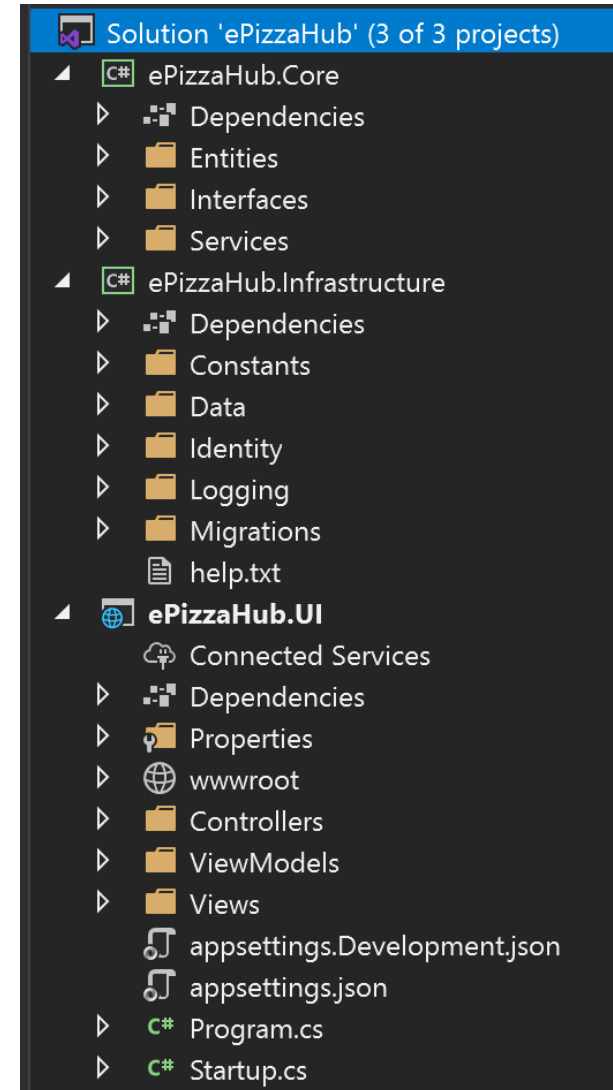 Solution 'ePizzaHub' (3 of 3 projects)
C# ePizzaHub.Core
Dependencies
Entities
Interfaces
Services
C# ePizzaHub.Infrastructure
Dependencies
Constants
Data
Identity
Logging
Migrations
help.txt
ePizzaHub.UI
Connected Services
Dependencies
Properties
wwwroot
Controllers
ViewModels
Views
appsettings.Development.json
appsettings.json
C# Program.cs
C# Startup.cs